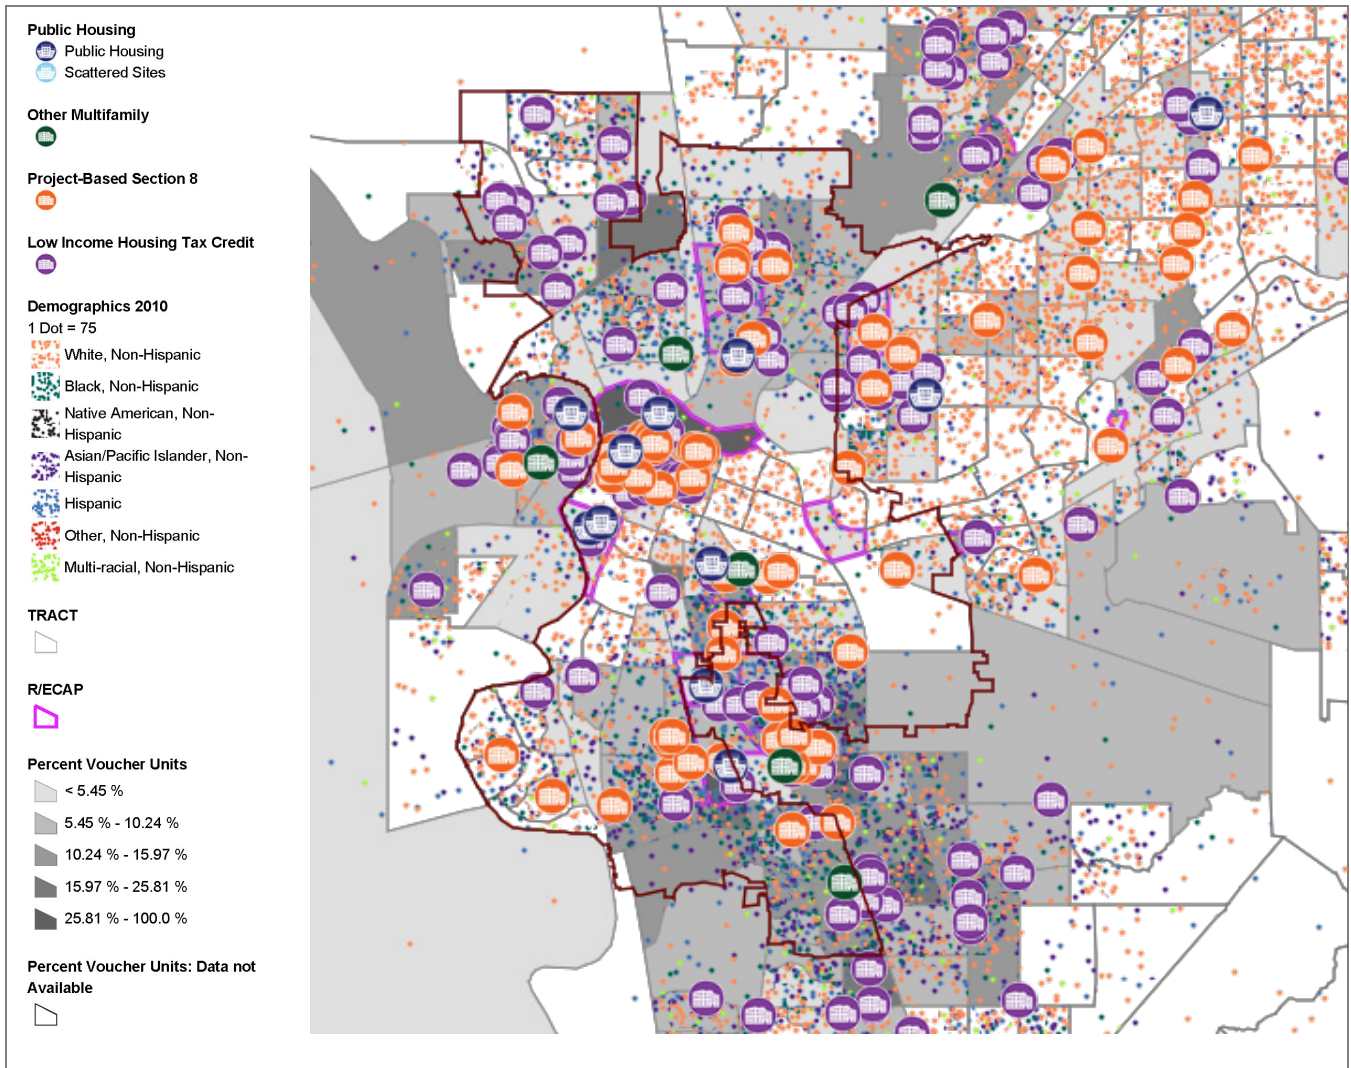 Public Housing
Public Housing
Scattered Sites
Other Multifamily
Project-Based Section 8
Low Income Housing Tax Credit
Demographics 2010
1 Dot = 75
White, Non-Hispanic
Black, Non-Hispanic
Native American, Non-
Hispanic
Asian/Pacific Islander, Non-
Hispanic
Hispanic
Other, Non-Hispanic
Multi-racial, Non-Hispanic
TRACT
R/ECAP
Percent Voucher Units
< 5.45 %
5.45 % - 10.24 %
10.24 % - 15.97 %
15.97 % - 25.81 %
25.81 % - 100.0 %
Percent Voucher Units: Data not
Available